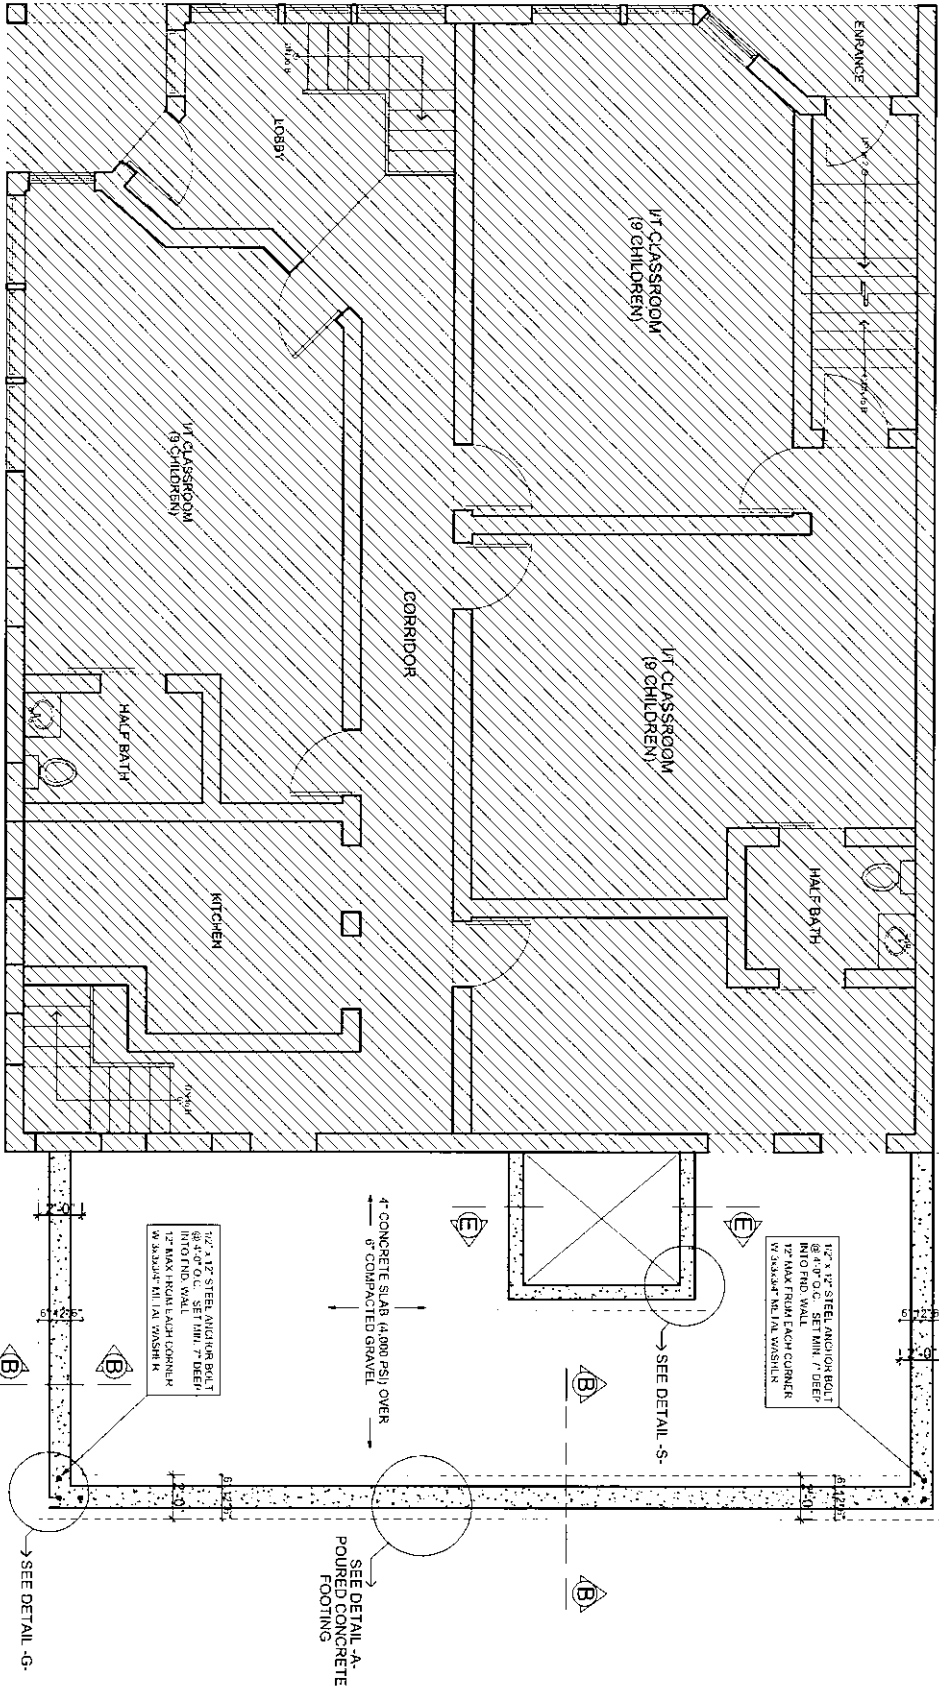 ENRANCE
LOBBY
I/T CLASSROOM
(9 CHILDREN)
I/T CLASSROOM
(9 CHILDREN)
CORRIDOR
I/T CLASSROOM
(9 CHILDREN)
HALF BATH
HALF BATH
KITCHEN
E
E
1/2" x 12" STEEL ANCHOR BOLT
@ 4'-0" O.C. SET MIN. 7" DEEP
INTO FND. WALL
12" MAX FROM EACH CORNER
W/3x3x3/4" METAL WASHER
2'-0"
1/2" x 12" STEEL ANCHOR BOLT
@ 4'-0" O.C. SET MIN. 7" DEEP
INTO FND. WALL
12" MAX FROM EACH CORNER
W/3x3x3/4" METAL WASHER
2'-0"
4" CONCRETE SLAB (4,000 PSI) OVER
6" COMPACTED GRAVEL
SEE DETAIL -S-
B
B
B
B
2'-0"
2'-0"
SEE DETAIL -A-
POURED CONCRETE
FOOTING
SEE DETAIL -G-